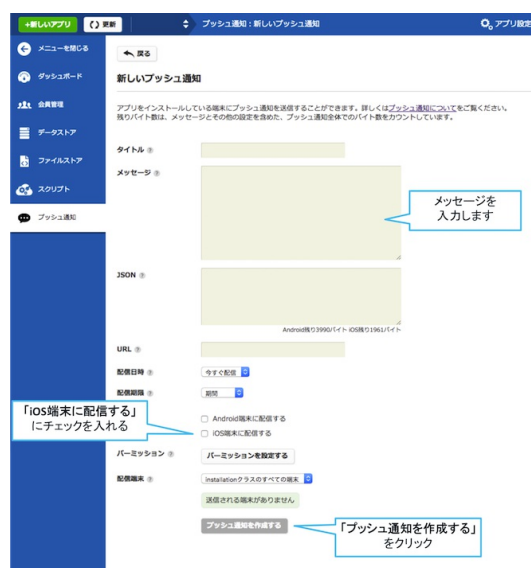 +新しいアプリ
更新
プッシュ通知 : 新しいプッシュ通知
アプリ設定
メニューを閉じる
ダッシュボード
会員管理
データストア
ファイルストア
スクリプト
プッシュ通知
戻る
新しいプッシュ通知
アプリをインストールしている端末にプッシュ通知を送信することができます。詳しくはプッシュ通知についてをご覧ください。
残りバイト数は、メッセージとその他の設定を含めた、プッシュ通知全体でのバイト数をカウントしています。
タイトル
メッセージ
メッセージを
入力します
JSON
Android残り3990バイト iOS残り1961バイト
URL
配信日時
今すぐ配信
配信期限
期間
「iOS端末に配信する」
にチェックを入れる
Android端末に配信する
iOS端末に配信する
パーミッション
パーミッションを設定する
配信端末
Installationクラスのすべての端末
送信される端末がありません
プッシュ通知を作成する
「プッシュ通知を作成する」
をクリック